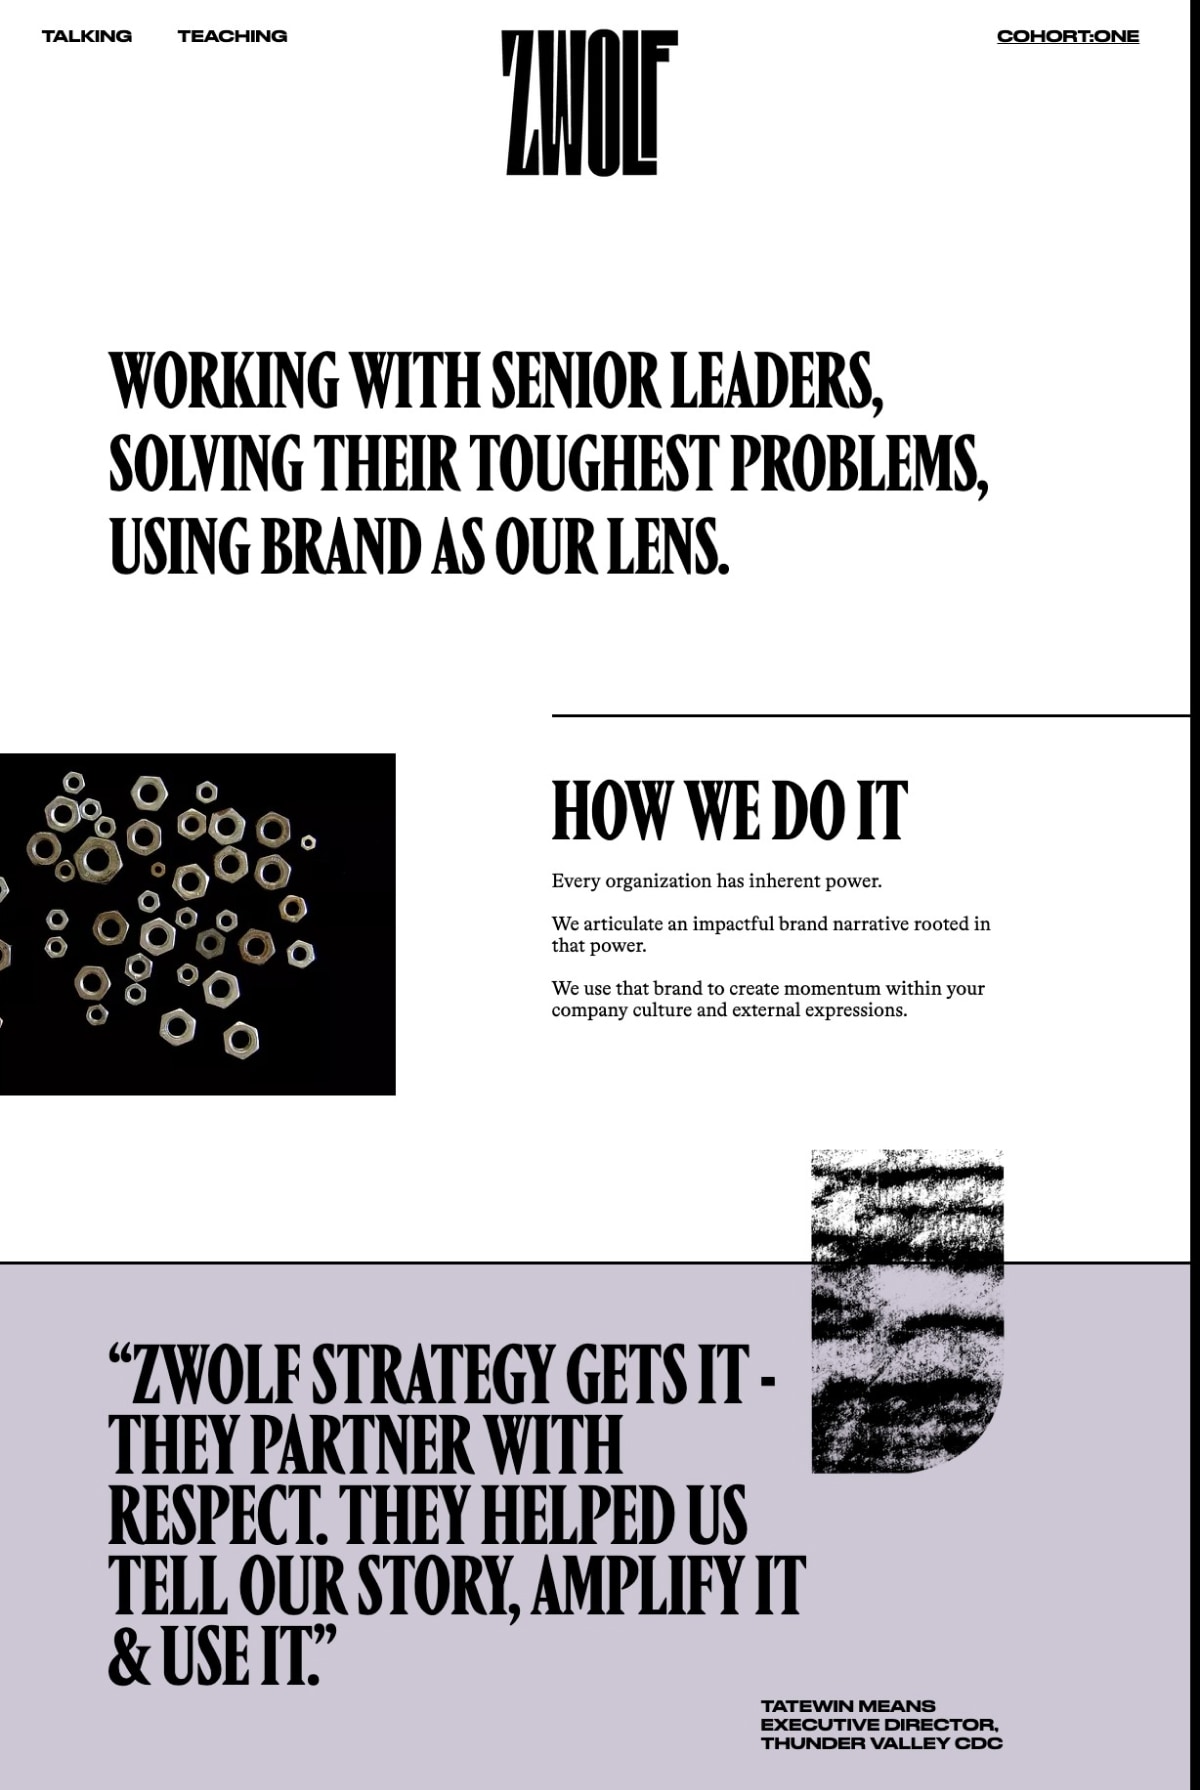 TALKING TEACHING ZWOLF COHORT:ONE
WORKING WITH SENIOR LEADERS,
SOLVING THEIR TOUGHEST PROBLEMS,
USING BRAND AS OUR LENS.
HOW WE DO IT
Every organization has inherent power.
We articulate an impactful brand narrative rooted in
that power.
We use that brand to create momentum within your
company culture and external expressions.
“ZWOLF STRATEGY GETS IT -
THEY PARTNER WITH
RESPECT. THEY HELPED US
TELL OUR STORY, AMPLIFY IT
& USE IT.”
TATEWIN MEANS
EXECUTIVE DIRECTOR,
THUNDER VALLEY CDC